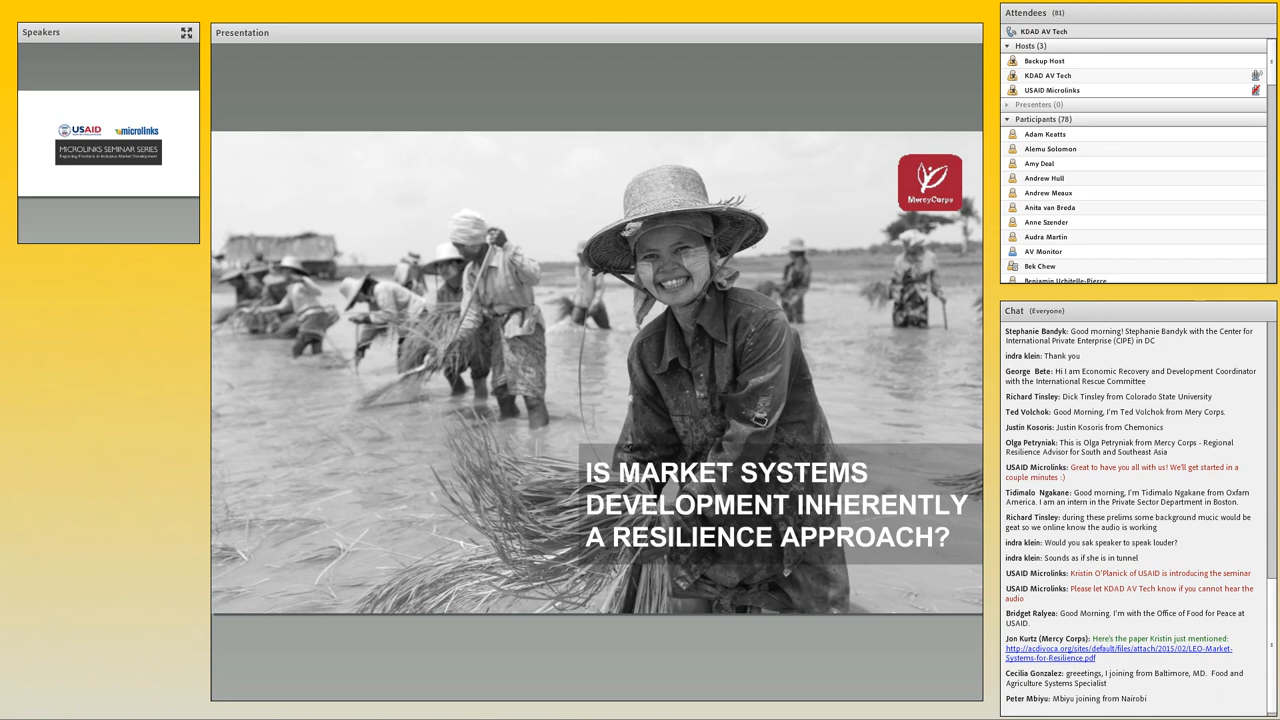 Speakers
USAID
microlinks
MICROLINKS SEMINAR SERIES
Exploring Frontiers in Inclusive Market Development
Presentation
MercyCorps
IS MARKET SYSTEMS
DEVELOPMENT INHERENTLY
A RESILIENCE APPROACH?
Attendees (81)
KDAD AV Tech
Hosts (3)
Backup Host
KDAD AV Tech
USAID Microlinks
Presenters (0)
Participants (78)
Adam Keatts
Alemu Solomon
Amy Deal
Andrew Hull
Andrew Meaux
Anita van Breda
Anne Szender
Audra Martin
AV Monitor
Bek Chew
Benjamin Uchitelle-Pierce
Chat (Everyone)
Stephanie Bandyk: Good morning! Stephanie Bandyk with the Center for
International Private Enterprise (CIPE) in DC
indra klein: Thank you
George Bete: Hi I am Economic Recovery and Development Coordinator
with the International Rescue Committee
Richard Tinsley: Dick Tinsley from Colorado State University
Ted Volchok: Good Morning, I'm Ted Volchok from Mery Corps.
Justin Kosoris: Justin Kosoris from Chemonics
Olga Petryniak: This is Olga Petryniak from Mercy Corps - Regional
Resilience Advisor for South and Southeast Asia
USAID Microlinks: Great to have you all with us! We'll get started in a
couple minutes :)
Tidimalo Ngakane: Good morning, I'm Tidimalo Ngakane from Oxfam
America. I am an intern in the Private Sector Department in Boston.
Richard Tinsley: during these prelims some background mucic would be
geat so we online know the audio is working
indra klein: Would you sak speaker to speak louder?
indra klein: Sounds as if she is in tunnel
USAID Microlinks: Kristin O'Planick of USAID is introducing the seminar
USAID Microlinks: Please let KDAD AV Tech know if you cannot hear the
audio
Bridget Ralyea: Good Morning. I'm with the Office of Food for Peace at
USAID.
Jon Kurtz (Mercy Corps): Here's the paper Kristin just mentioned:
http://acdivoca.org/sites/default/files/attach/2015/02/LEO-Market-
Systems-for-Resilience.pdf
Cecilia Gonzalez: greeetings, I joining from Baltimore, MD. Food and
Agriculture Systems Specialist
Peter Mbiyu: Mbiyu joining from Nairobi